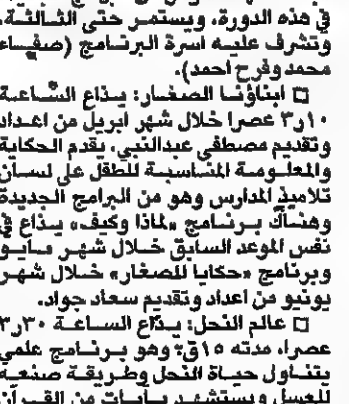 في هذه الدورة، ويستمر حتى الثالثة،
وتشرف عليه اسرة البرنامج (صفيناء
محمد وفرح احمد).
□ ابناؤنا الصغار: يذاع الساعة
١٠ر٣ عصرا خلال شهر ابريل من اعداد
وتقديم مصطفى عبدالنبي، يقدم الحكاية
والمعلومة المناسبة للطفل على لسان
تلاميذ المدارس وهو من البرامج الجديدة
وهناك برنامج «لماذا وكيف» يذاع في
نفس الموعد السابق خلال شهر مايو
وبرنامج «حكايا للصغار» خلال شهر
يونيو من اعداد وتقديم سعاد جواد.
□ عالم النحل: يذاع الساعة ٣٠ر٣
عصرا، مدته ١٥ق، وهو برنامج علمي
يتناول حياة النحل وطريقة صنعه
للعسل ويستشهد بآيات من القرآن